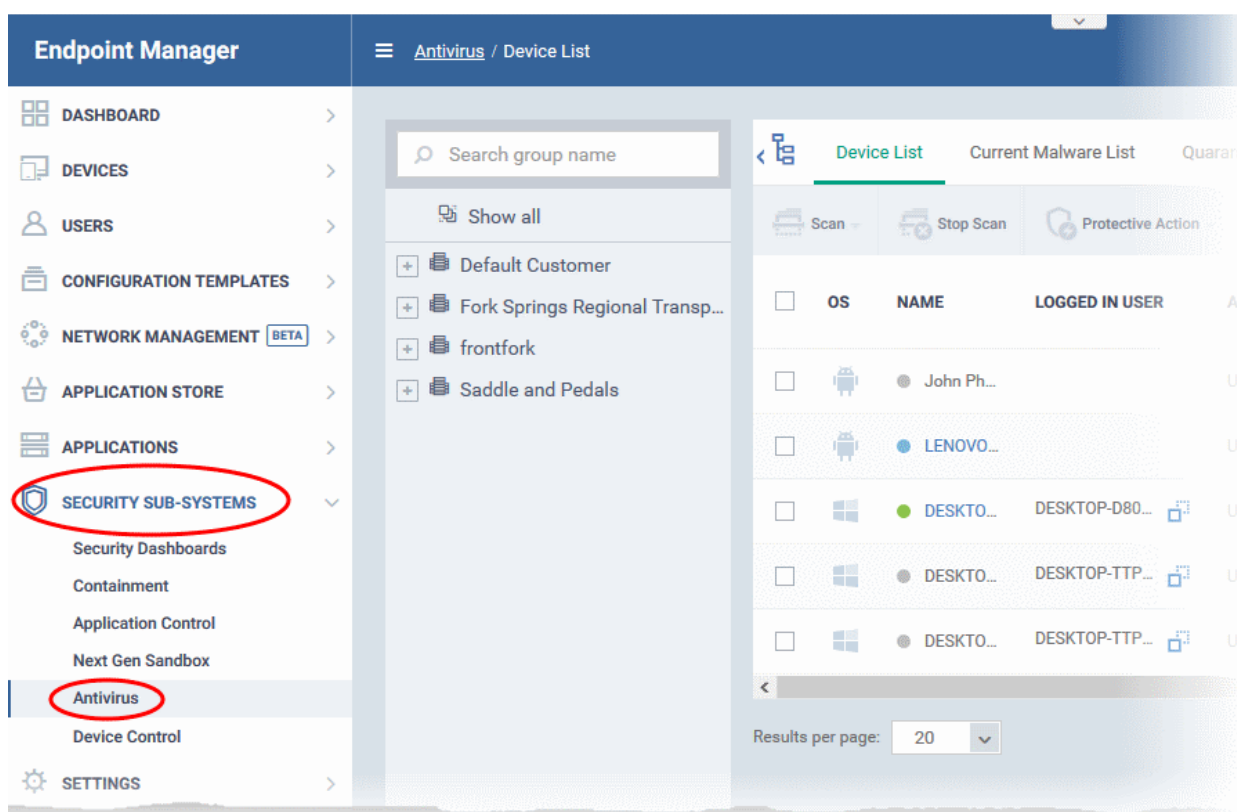 Endpoint Manager
Antivirus / Device List
DASHBOARD
DEVICES
USERS
CONFIGURATION TEMPLATES
NETWORK MANAGEMENT BETA
APPLICATION STORE
APPLICATIONS
SECURITY SUB-SYSTEMS
Security Dashboards
Containment
Application Control
Next Gen Sandbox
Antivirus
Device Control
SETTINGS
Search group name
Show all
Default Customer
Fork Springs Regional Transp...
frontfork
Saddle and Pedals
Device List Current Malware List
Scan Stop Scan Protective Action
OS NAME LOGGED IN USER
John Ph...
LENOVO...
DESKTO... DESKTOP-D80...
DESKTO... DESKTOP-TTP...
DESKTO... DESKTOP-TTP...
Results per page: 20